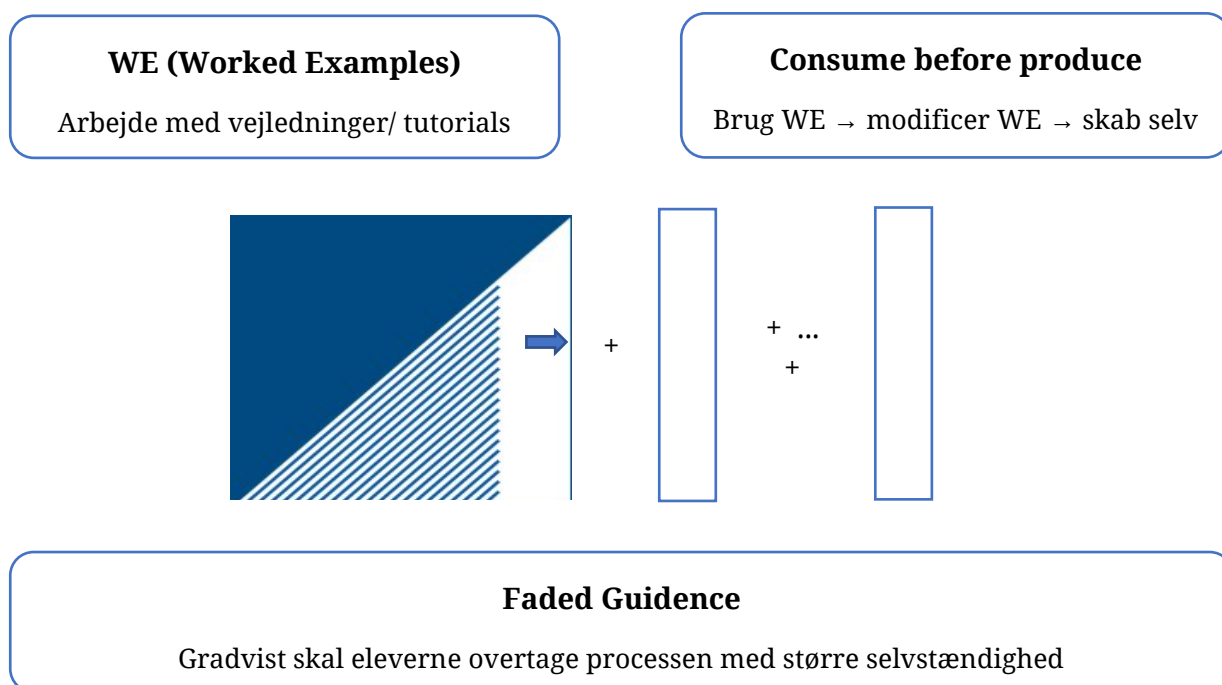 WE (Worked Examples)
Arbejde med vejledninger/ tutorials
Consume before produce
Brug WE → modificer WE → skab selv
+
+ ...
+
Faded Guidence
Gradvist skal eleverne overtage processen med større selvstændighed